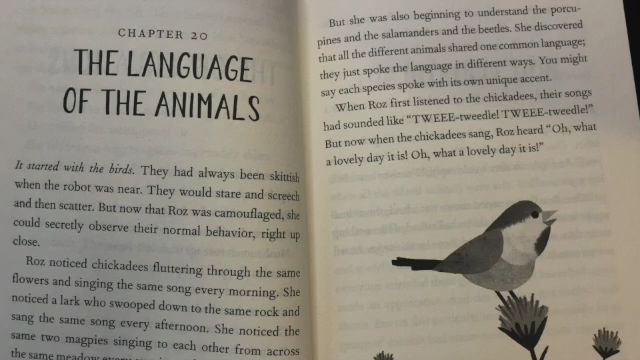 CHAPTER 20
THE LANGUAGE
OF THE ANIMALS
It started with the birds. They had always been skittish
when the robot was near. They would stare and screech
and then scatter. But now that Roz was camouflaged, she
could secretly observe their normal behavior, right up
close.
Roz noticed chickadees fluttering through the same
flowers and singing the same song every morning. She
noticed a lark who swooped down to the same rock and
sang the same song every afternoon. She noticed the
same two magpies singing to each other from across
the same meadow every
But she was also beginning to understand the porcu-
pines and the salamanders and the beetles. She discovered
that all the different animals shared one common language;
they just spoke the language in different ways. You might
say each species spoke with its own unique accent.
When Roz first listened to the chickadees, their songs
had sounded like “TWEEE-tweedle! TWEEE-tweedle!”
But now when the chickadees sang, Roz heard “Oh, what
a lovely day it is! Oh, what a lovely day it is!”